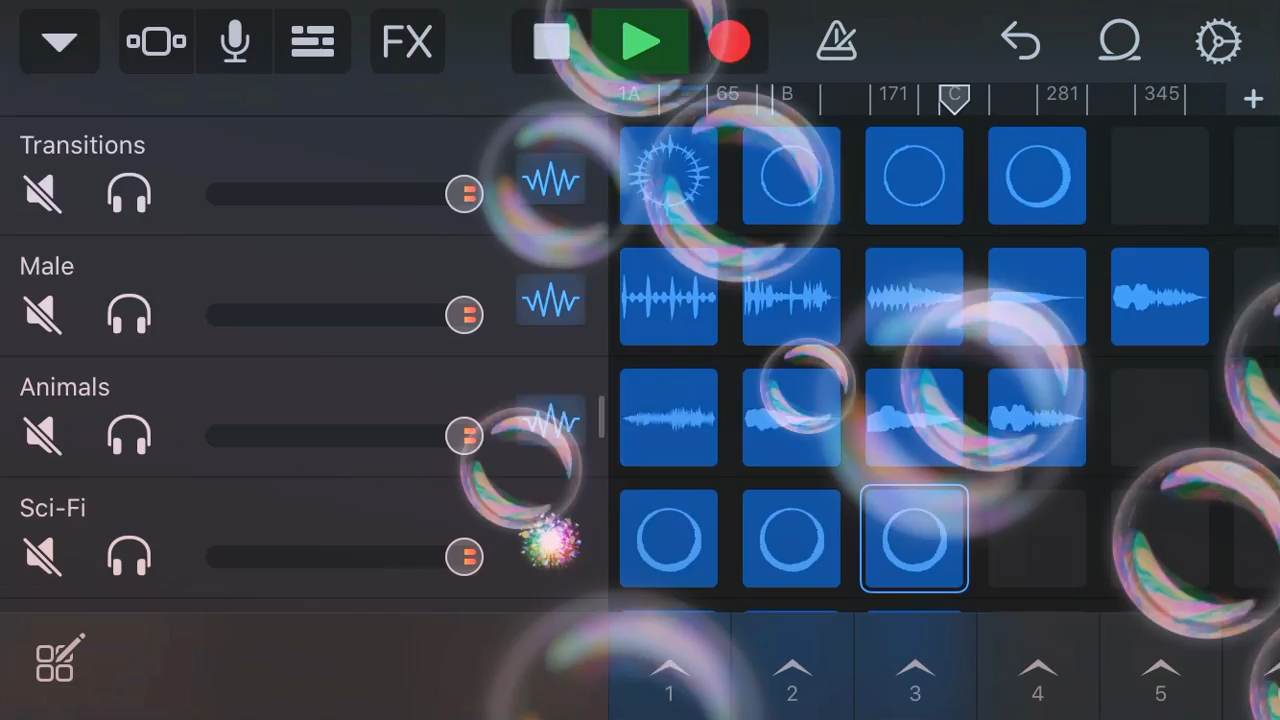 FX
1A 65 B 171 C 281 345 +
Transitions
Male
Animals
Sci-Fi
1 2 3 4 5